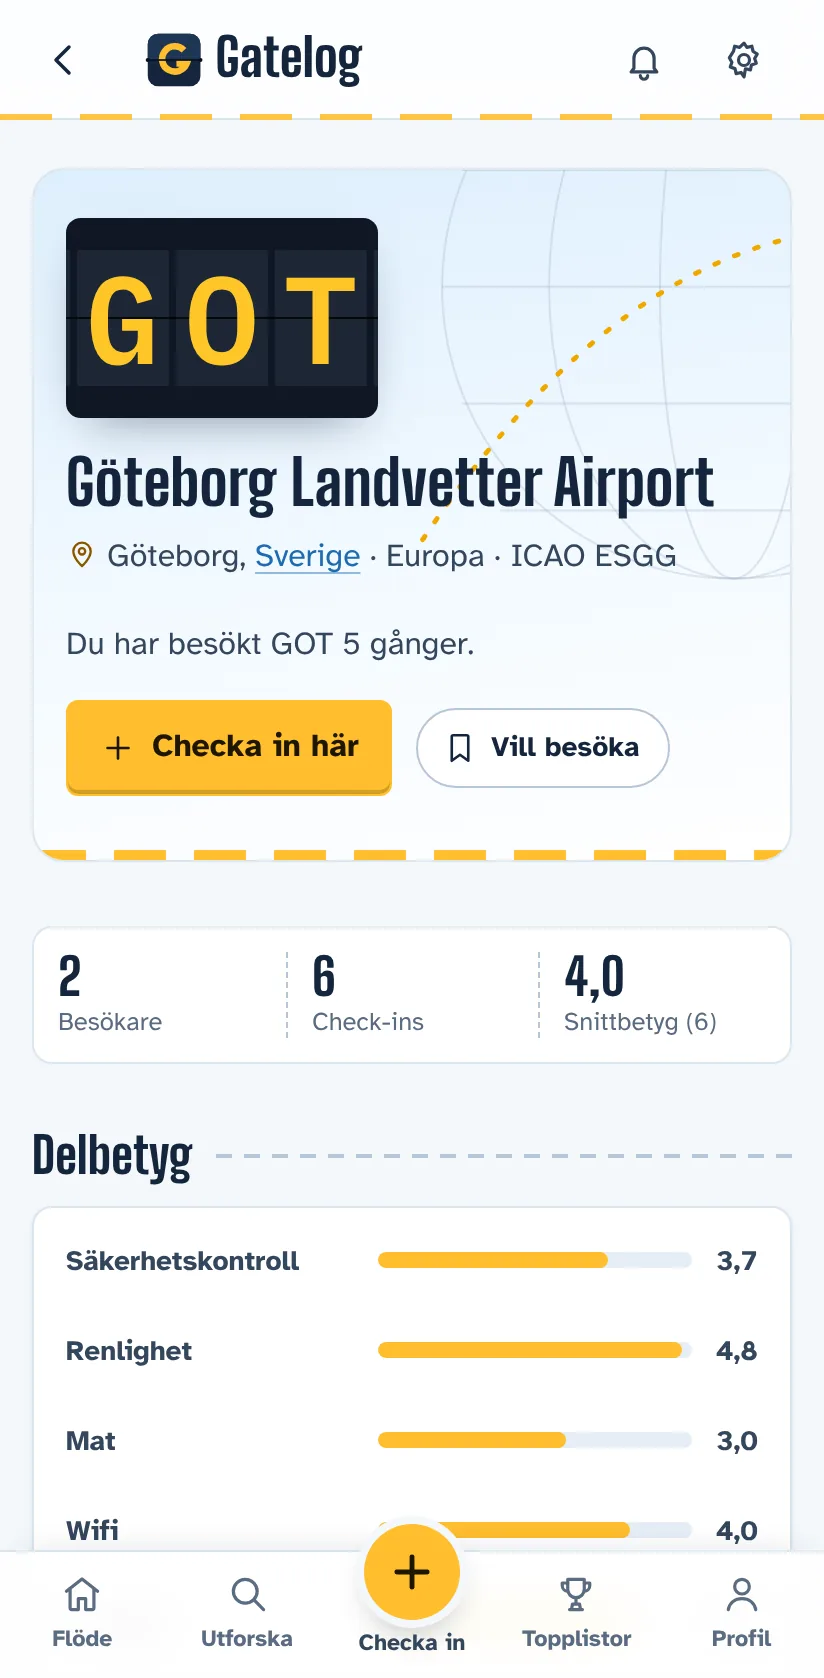 Gatelog
GOT
Göteborg Landvetter Airport
Göteborg, Sverige · Europa · ICAO ESGG
Du har besökt GOT 5 gånger.
Checka in här
Vill besöka
2
Besökare
6
Check-ins
4,0
Snittbetyg (6)
Delbetyg
Säkerhetskontroll 3,7
Renlighet 4,8
Mat 3,0
Wifi 4,0
Flöde
Utforska
Checka in
Topplistor
Profil